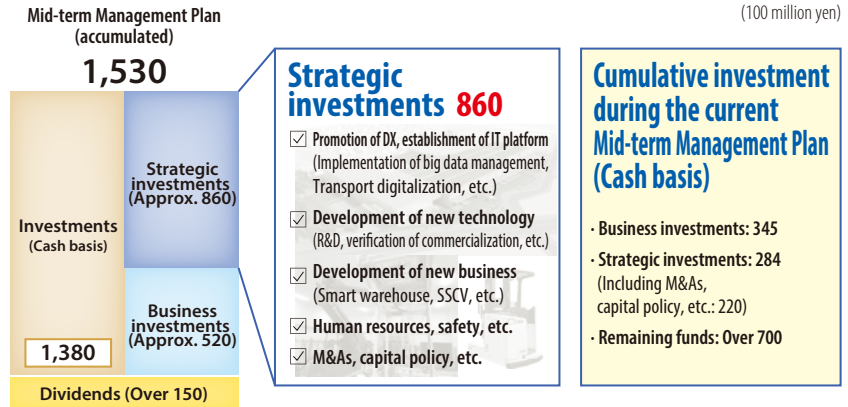 (100 million yen)
Mid-term Management Plan
(accumulated)
1,530
Investments
(Cash basis)
1,380
Strategic
investments
(Approx. 860)
Business
investments
(Approx. 520)
Dividends (Over 150)
Strategic
investments 860
Promotion of DX, establishment of IT platform
(Implementation of big data management,
Transport digitalization, etc.)
Development of new technology
(R&D, verification of commercialization, etc.)
Development of new business
(Smart warehouse, SSCV, etc.)
Human resources, safety, etc.
M&As, capital policy, etc.
Cumulative investment
during the current
Mid-term Management Plan
(Cash basis)
· Business investments: 345
· Strategic investments: 284
(Including M&As,
capital policy, etc.: 220)
· Remaining funds: Over 700